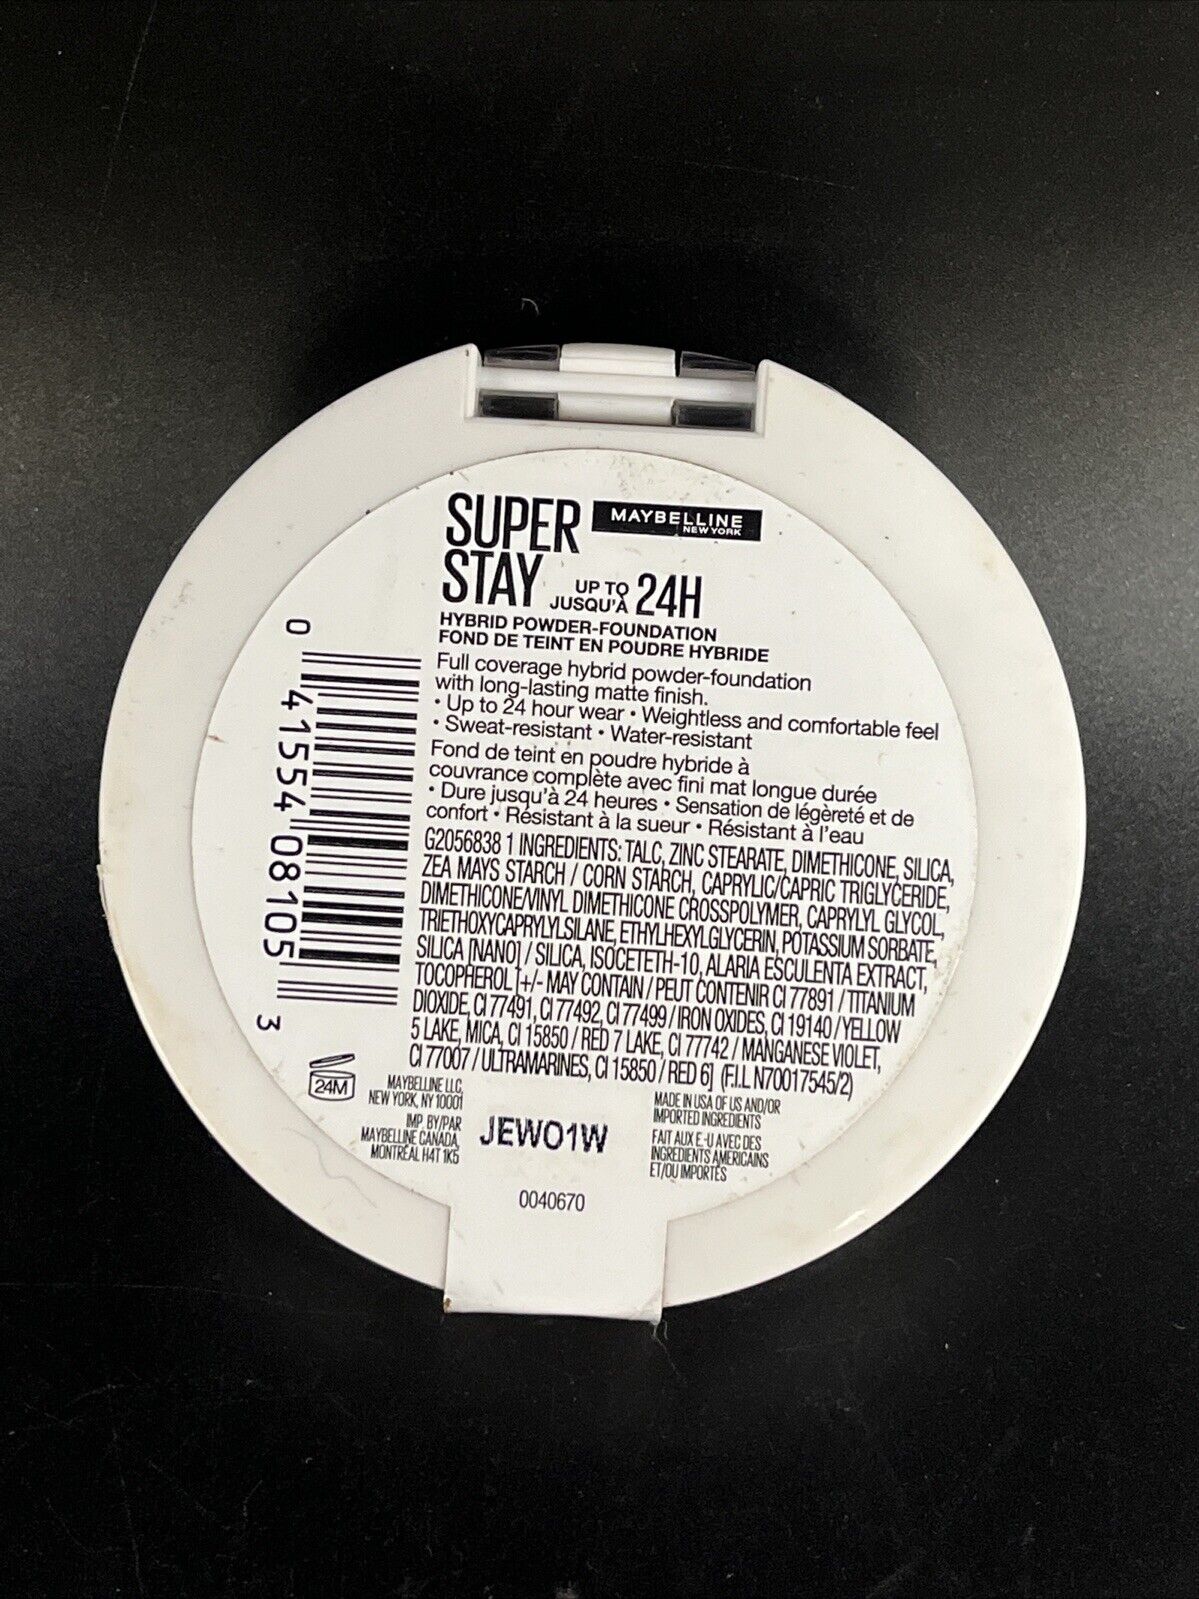 SUPER
STAY
MAYBELLINE
NEW YORK
UP TO
JUSQU'À
24H
HYBRID POWDER-FOUNDATION
FOND DE TEINT EN POUDRE HYBRIDE
Full coverage hybrid powder-foundation
with long-lasting matte finish.
• Up to 24 hour wear • Weightless and comfortable feel
• Sweat-resistant • Water-resistant
Fond de teint en poudre hybride à
couvrance complète avec fini mat longue durée
• Dure jusqu'à 24 heures • Sensation de légèreté et de
confort • Résistant à la sueur • Résistant à l'eau
G2056838 1 INGREDIENTS: TALC, ZINC STEARATE, DIMETHICONE, SILICA,
ZEA MAYS STARCH / CORN STARCH, CAPRYLIC/CAPRIC TRIGLYCERIDE,
DIMETHICONE/VINYL DIMETHICONE CROSSPOLYMER, CAPRYLYL GLYCOL,
TRIETHOXYCAPRYLYLSILANE, ETHYLHEXYLGLYCERIN, POTASSIUM SORBATE,
SILICA [NANO] / SILICA, ISOCETETH-10, ALARIA ESCULENTA EXTRACT,
TOCOPHEROL [+/- MAY CONTAIN / PEUT CONTENIR CI 77891 / TITANIUM
DIOXIDE, CI 77491, CI 77492, CI 77499 / IRON OXIDES, CI 19140 / YELLOW
5 LAKE, MICA, CI 15850 / RED 7 LAKE, CI 77742 / MANGANESE VIOLET,
CI 77007 / ULTRAMARINES, CI 15850 / RED 6] (F.I.L. N70017545/2)
0 41554 08105 3
24M
MAYBELLINE LLC,
NEW YORK, NY 10001
IMP. BY/PAR
MAYBELLINE CANADA,
MONTRÉAL H4T 1K5
JEW01W
MADE IN USA OF US AND/OR
IMPORTED INGREDIENTS
FAIT AUX É.-U AVEC DES
INGRÉDIENTS AMÉRICAINS
ET/OU IMPORTÉS
0040670